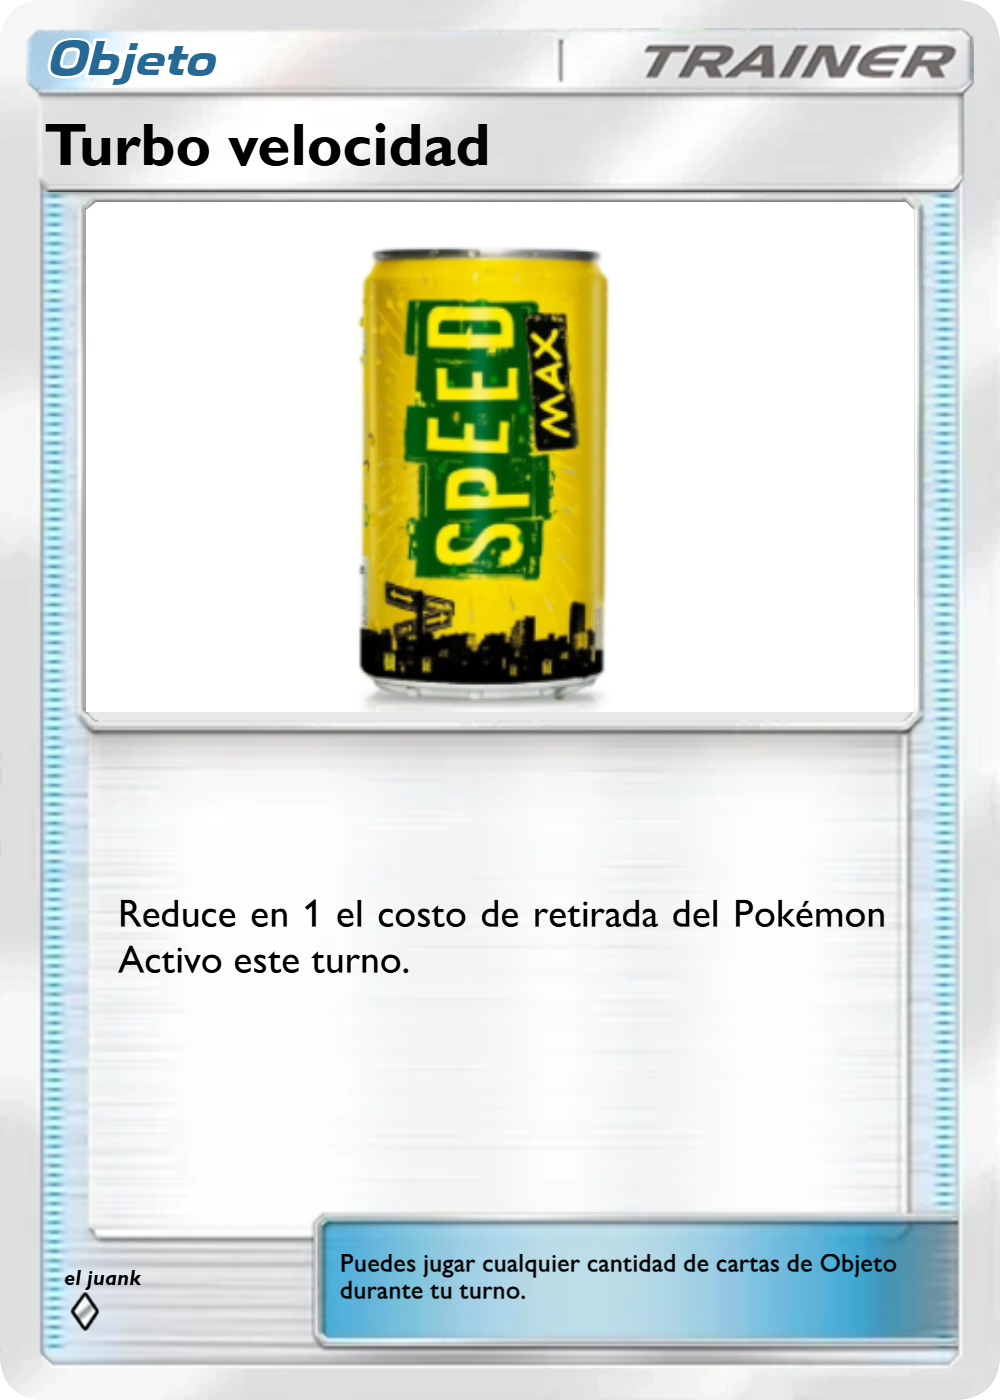 Objeto
TRAINER
Turbo velocidad
SPEED
MAX
Reduce en 1 el costo de retirada del Pokémon
Activo este turno.
Puedes jugar cualquier cantidad de cartas de Objeto
durante tu turno.
el juank